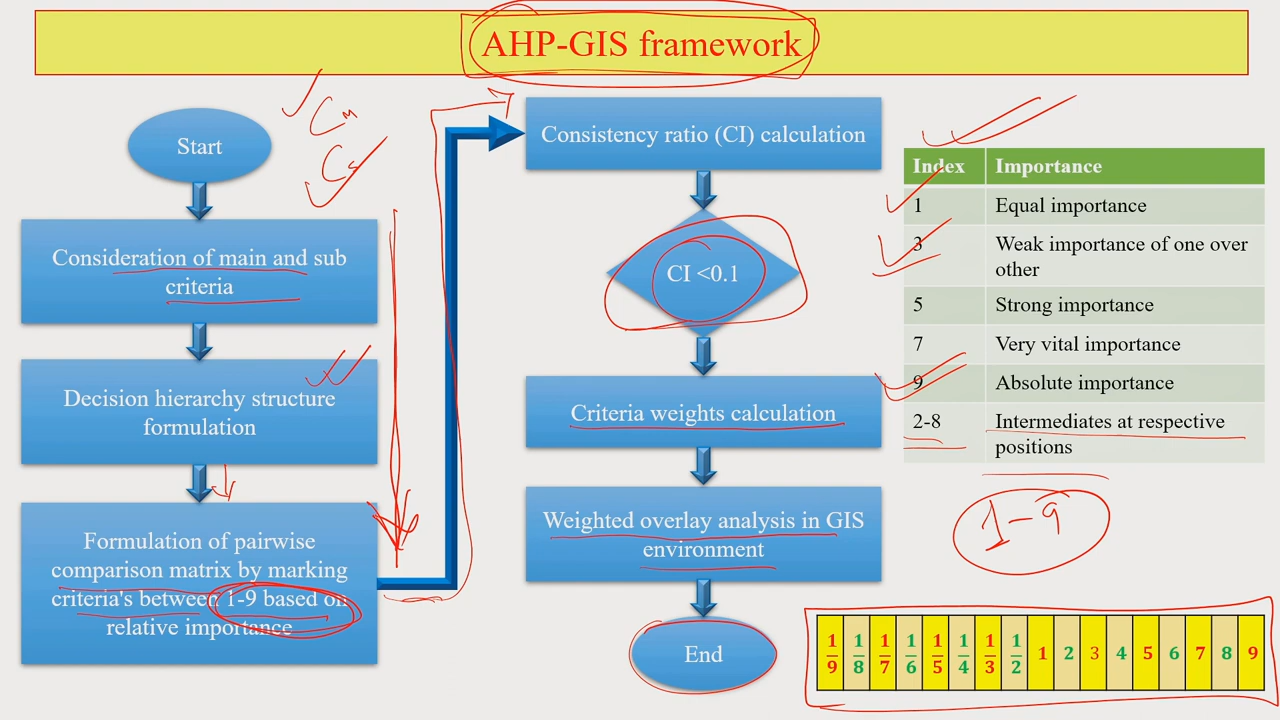 AHP-GIS framework
Start
C_M
C_s
Consideration of main and sub
criteria
Decision hierarchy structure
formulation
Formulation of pairwise
comparison matrix by marking
criteria's between 1-9 based on
relative importance
Consistency ratio (CI) calculation
CI <0.1
Criteria weights calculation
Weighted overlay analysis in GIS
environment
End
Index Importance
1 Equal importance
3 Weak importance of one over
other
5 Strong importance
7 Very vital importance
9 Absolute importance
2-8 Intermediates at respective
positions
1-9
1/9 1/8 1/7 1/6 1/5 1/4 1/3 1/2 1 2 3 4 5 6 7 8 9